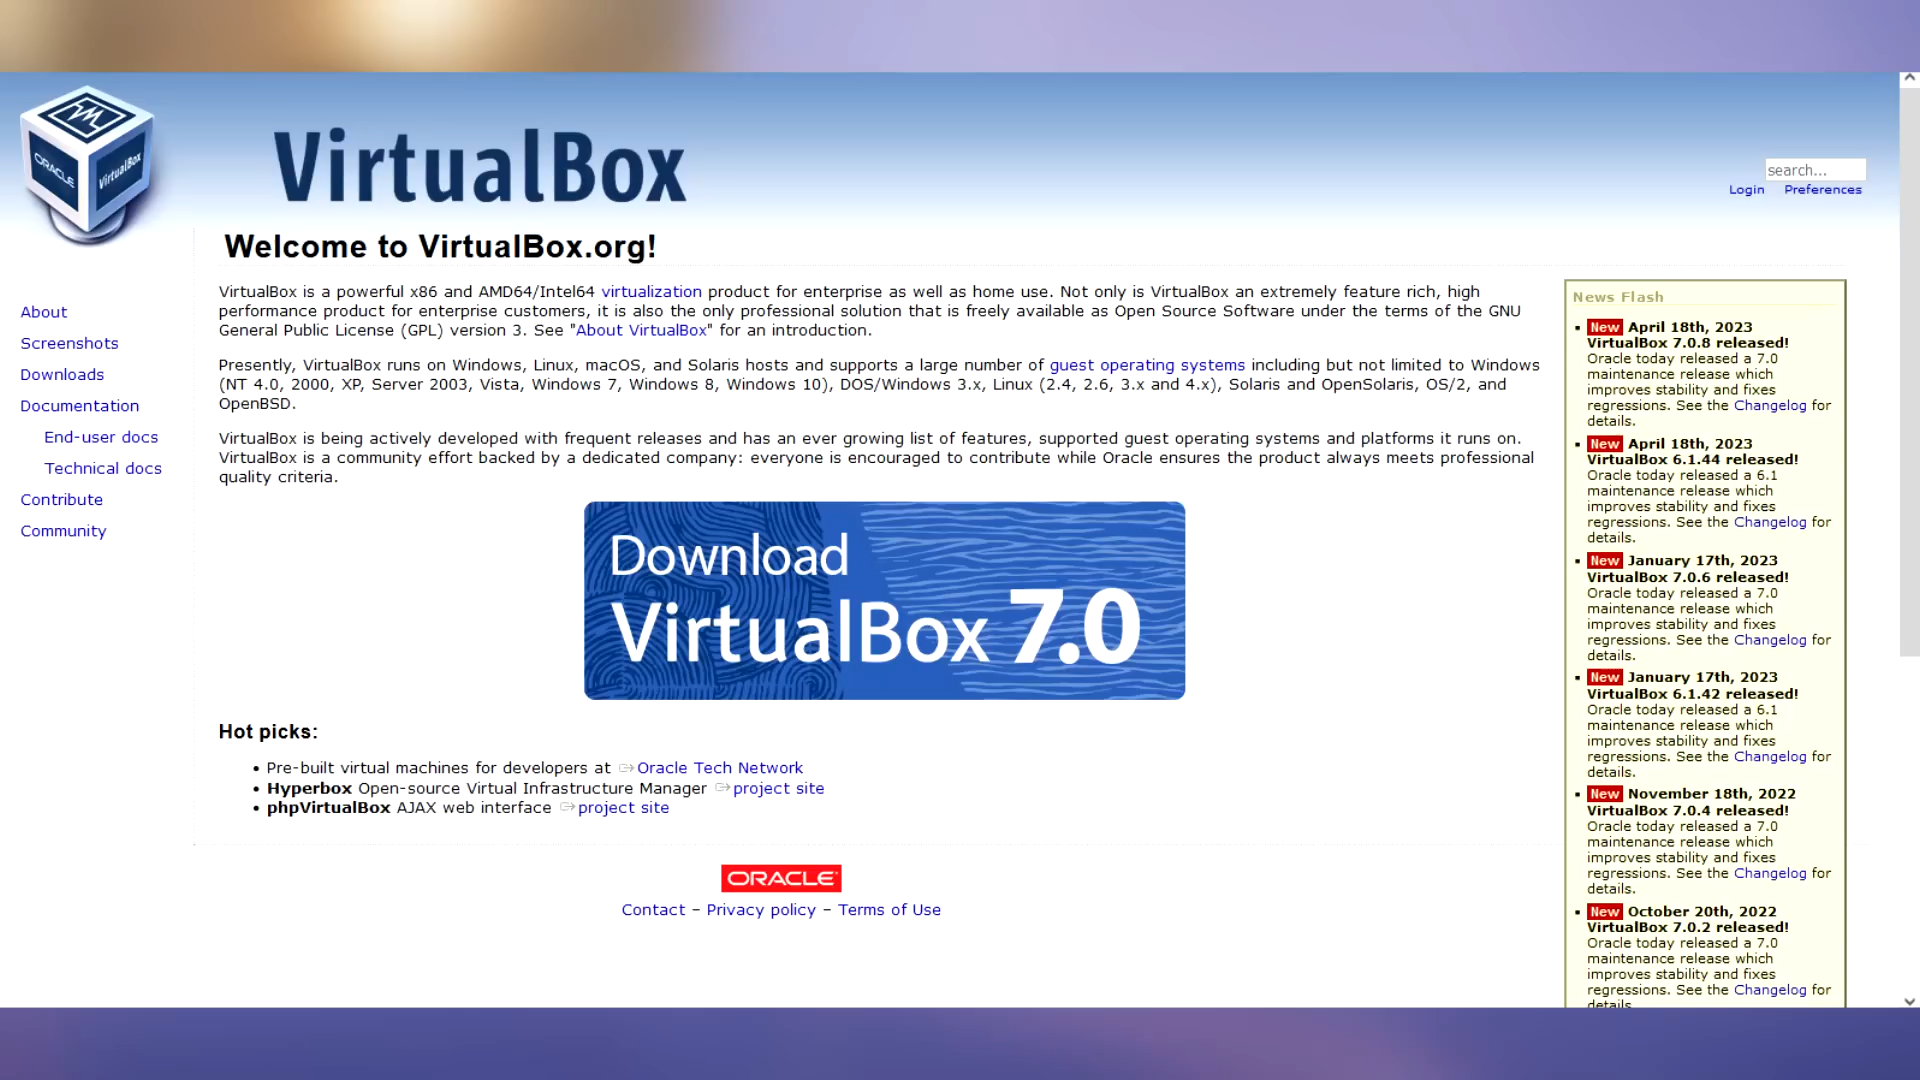 ORACLE
VirtualBox
VirtualBox
search...
Login Preferences
Welcome to VirtualBox.org!
About
Screenshots
Downloads
Documentation
End-user docs
Technical docs
Contribute
Community
VirtualBox is a powerful x86 and AMD64/Intel64 virtualization product for enterprise as well as home use. Not only is VirtualBox an extremely feature rich, high
performance product for enterprise customers, it is also the only professional solution that is freely available as Open Source Software under the terms of the GNU
General Public License (GPL) version 3. See "About VirtualBox" for an introduction.
Presently, VirtualBox runs on Windows, Linux, macOS, and Solaris hosts and supports a large number of guest operating systems including but not limited to Windows
(NT 4.0, 2000, XP, Server 2003, Vista, Windows 7, Windows 8, Windows 10), DOS/Windows 3.x, Linux (2.4, 2.6, 3.x and 4.x), Solaris and OpenSolaris, OS/2, and
OpenBSD.
VirtualBox is being actively developed with frequent releases and has an ever growing list of features, supported guest operating systems and platforms it runs on.
VirtualBox is a community effort backed by a dedicated company: everyone is encouraged to contribute while Oracle ensures the product always meets professional
quality criteria.
Download
VirtualBox 7.0
Hot picks:
• Pre-built virtual machines for developers at Oracle Tech Network
• Hyperbox Open-source Virtual Infrastructure Manager project site
• phpVirtualBox AJAX web interface project site
ORACLE
Contact – Privacy policy – Terms of Use
News Flash
New April 18th, 2023
VirtualBox 7.0.8 released!
Oracle today released a 7.0
maintenance release which
improves stability and fixes
regressions. See the Changelog for
details.
New April 18th, 2023
VirtualBox 6.1.44 released!
Oracle today released a 6.1
maintenance release which
improves stability and fixes
regressions. See the Changelog for
details.
New January 17th, 2023
VirtualBox 7.0.6 released!
Oracle today released a 7.0
maintenance release which
improves stability and fixes
regressions. See the Changelog for
details.
New January 17th, 2023
VirtualBox 6.1.42 released!
Oracle today released a 6.1
maintenance release which
improves stability and fixes
regressions. See the Changelog for
details.
New November 18th, 2022
VirtualBox 7.0.4 released!
Oracle today released a 7.0
maintenance release which
improves stability and fixes
regressions. See the Changelog for
details.
New October 20th, 2022
VirtualBox 7.0.2 released!
Oracle today released a 7.0
maintenance release which
improves stability and fixes
regressions. See the Changelog for
details.